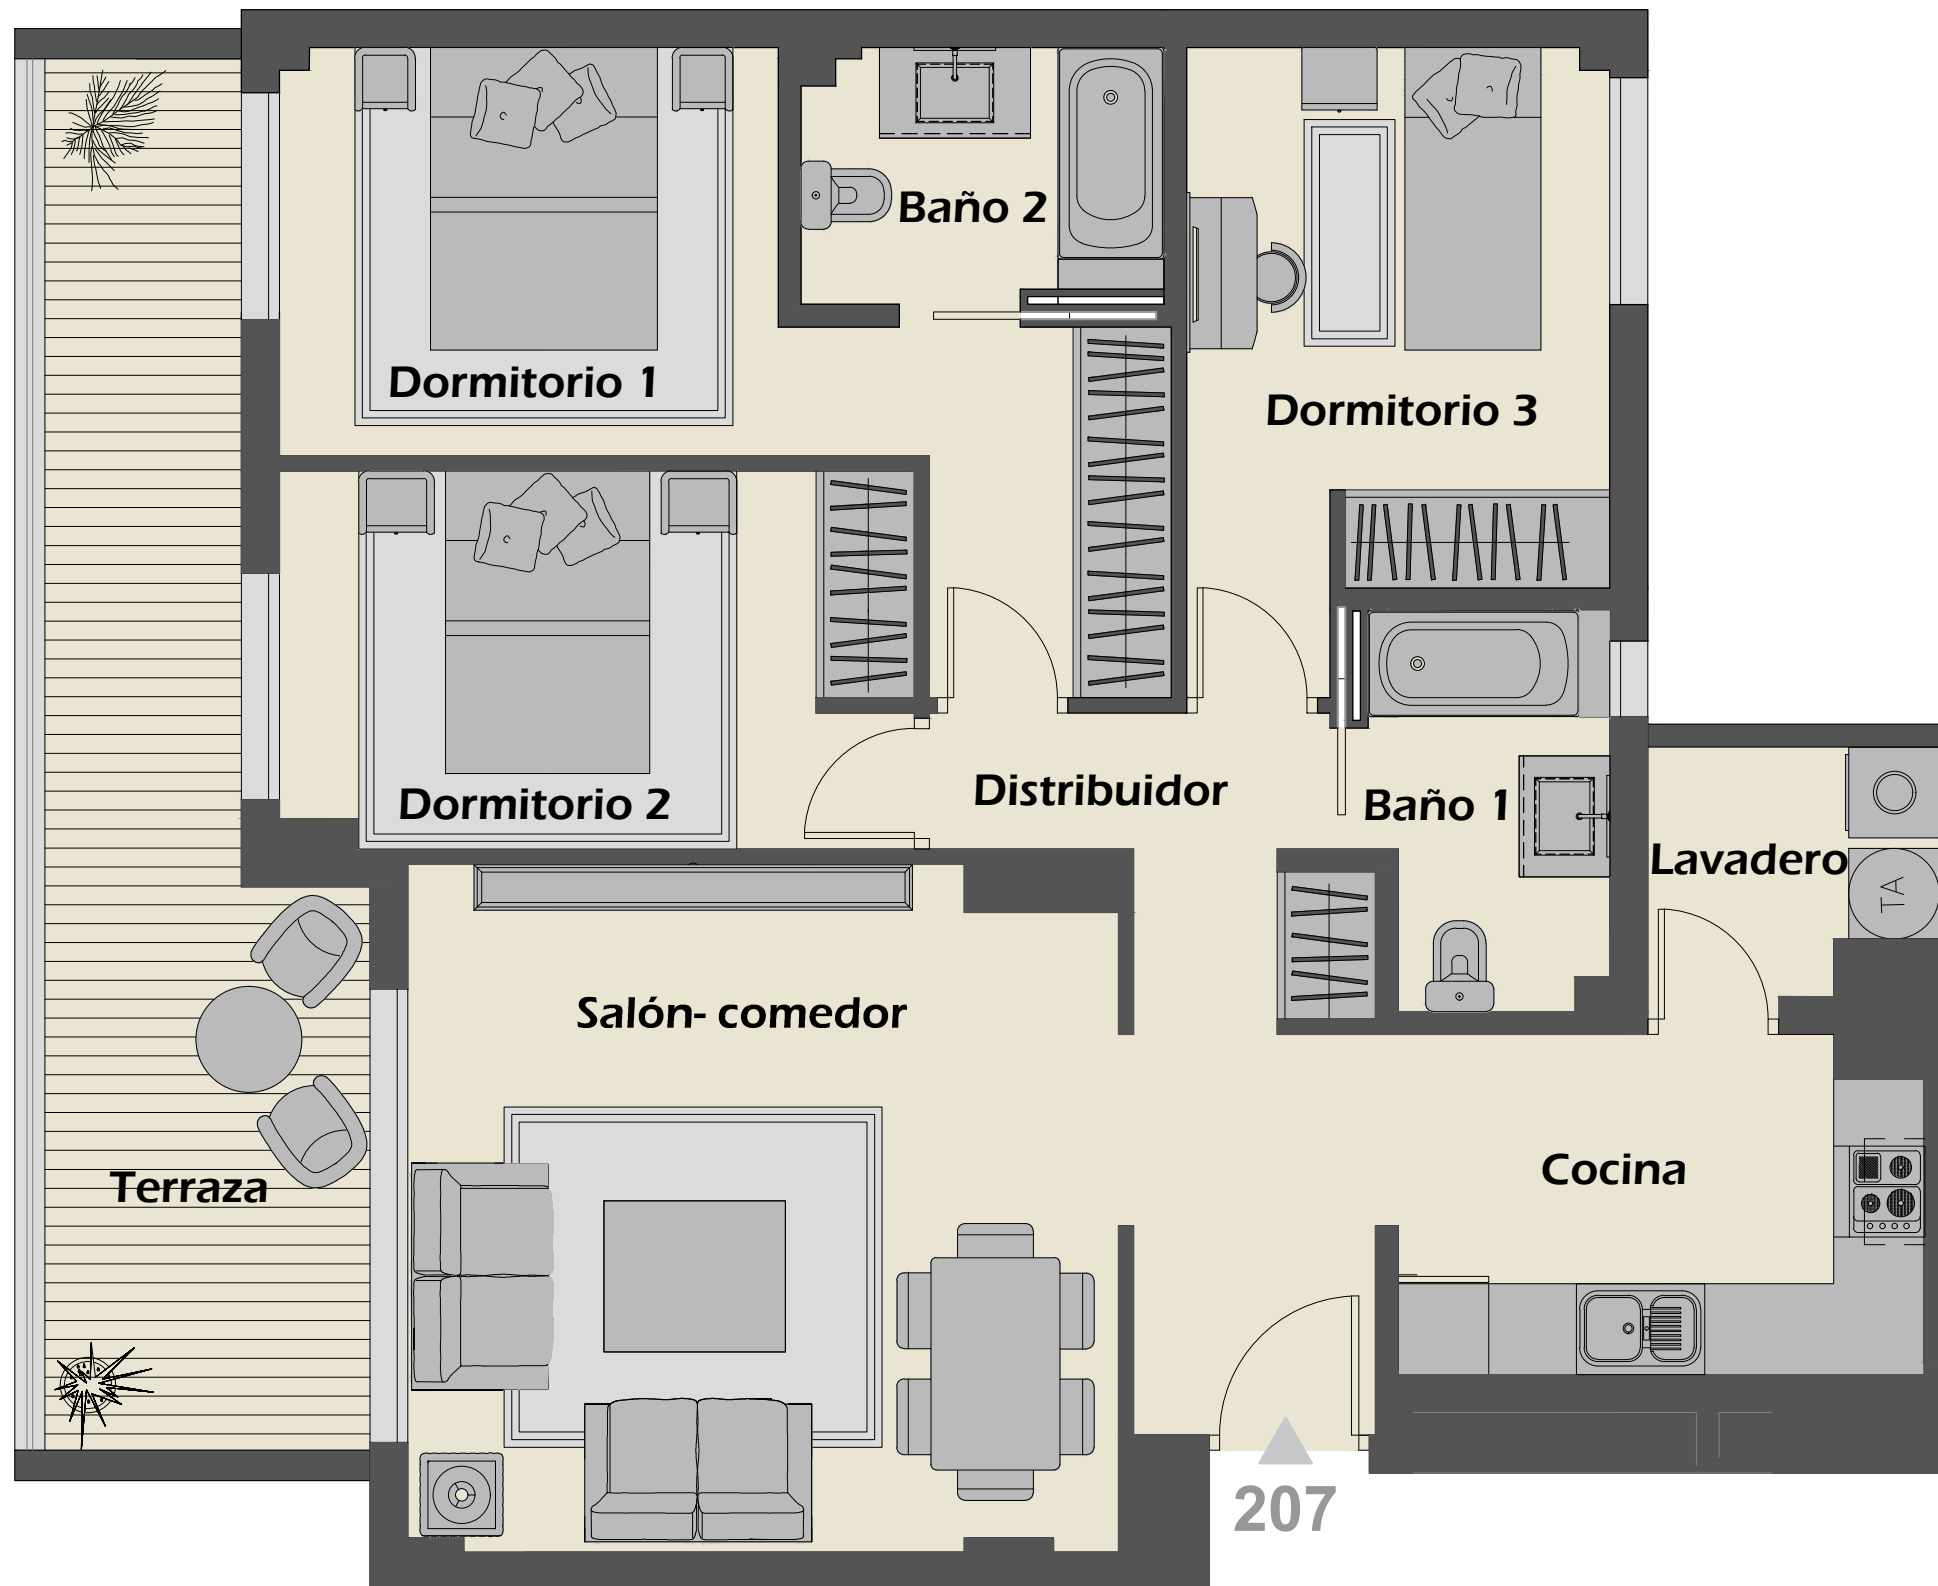 Baño 2
Dormitorio 1
Dormitorio 3
Dormitorio 2
Distribuidor
Baño 1
Lavadero
TA
Salón- comedor
Terraza
Cocina
207